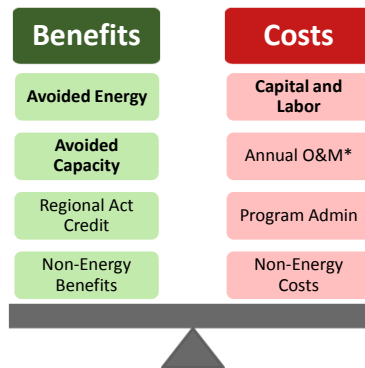 Benefits
Avoided Energy
Avoided
Capacity
Regional Act
Credit
Non-Energy
Benefits
Costs
Capital and
Labor
Annual O&M*
Program Admin
Non-Energy
Costs